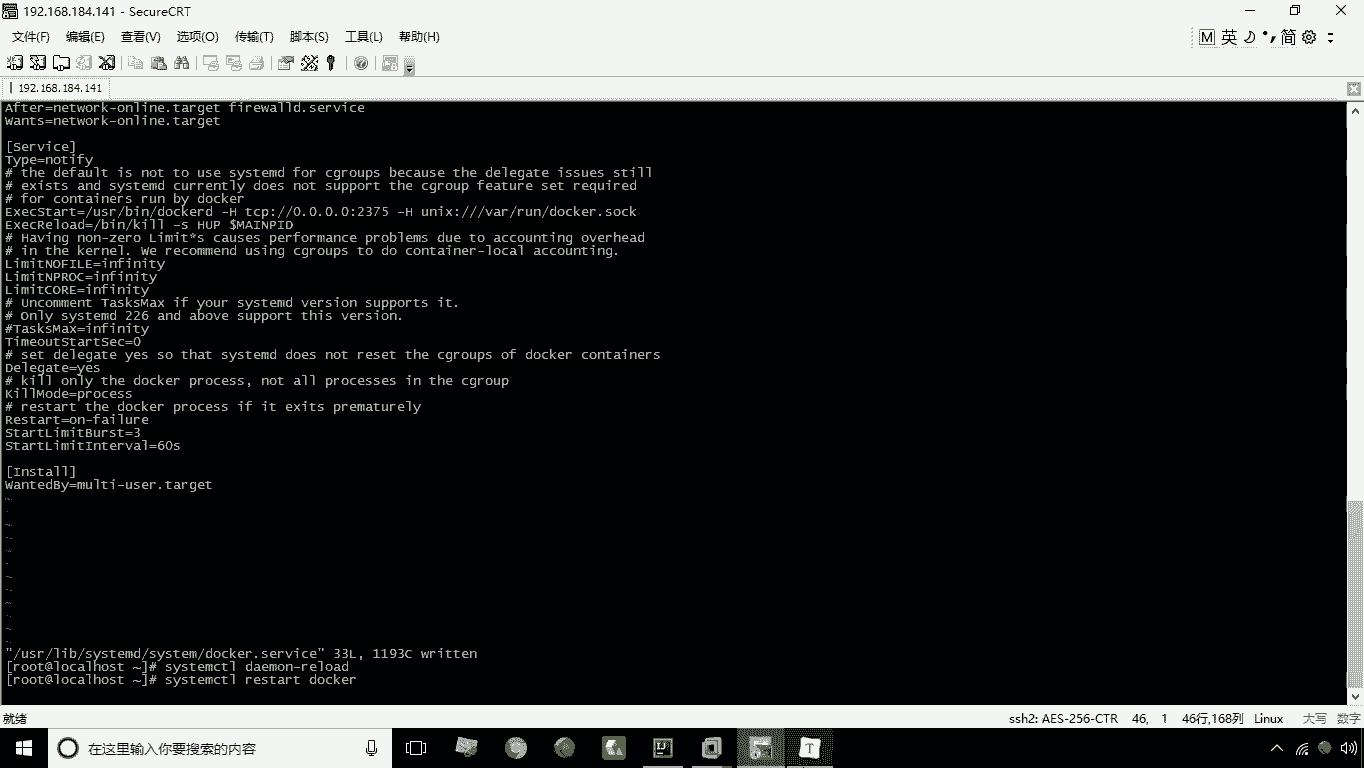 192.168.184.141 - SecureCRT
文件(F) 编辑(E) 查看(V) 选项(O) 传输(T) 脚本(S) 工具(L) 帮助(H)
M 英 简
192.168.184.141
After=network-online.target firewalld.service
Wants=network-online.target
[Service]
Type=notify
# the default is not to use systemd for cgroups because the delegate issues still
# exists and systemd currently does not support the cgroup feature set required
# for containers run by docker
ExecStart=/usr/bin/dockerd -H tcp://0.0.0.0:2375 -H unix:///var/run/docker.sock
ExecReload=/bin/kill -s HUP $MAINPID
# Having non-zero Limit*s causes performance problems due to accounting overhead
# in the kernel. We recommend using cgroups to do container-local accounting.
LimitNOFILE=infinity
LimitNPROC=infinity
LimitCORE=infinity
# Uncomment TasksMax if your systemd version supports it.
# Only systemd 226 and above support this version.
#TasksMax=infinity
TimeoutStartSec=0
# set delegate yes so that systemd does not reset the cgroups of docker containers
Delegate=yes
# kill only the docker process, not all processes in the cgroup
KillMode=process
# restart the docker process if it exits prematurely
Restart=on-failure
StartLimitBurst=3
StartLimitInterval=60s
[Install]
WantedBy=multi-user.target
"/usr/lib/systemd/system/docker.service" 33L, 1193C written
[root@localhost ~]# systemctl daemon-reload
[root@localhost ~]# systemctl restart docker
就绪 ssh2: AES-256-CTR 46, 1 46行,168列 Linux 大写 数字
在这里输入你要搜索的内容